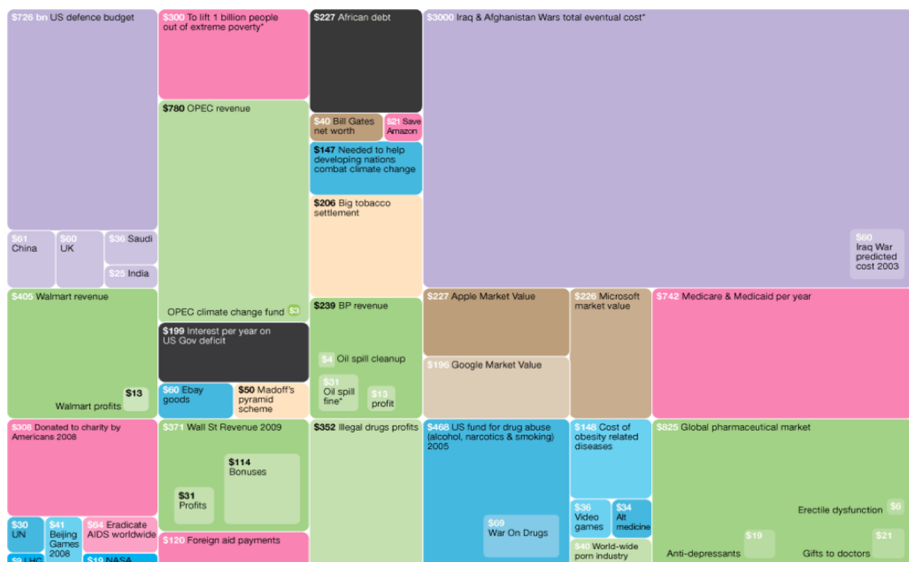 $726 bn US defence budget
$300 To lift 1 billion people
out of extreme poverty*
$227 African debt
$3000 Iraq & Afghanistan Wars total eventual cost*
$780 OPEC revenue
$40 Bill Gates
net worth
$21 Save
Amazon
$147 Needed to help
developing nations
combat climate change
$206 Big tobacco
settlement
$61
China
$60
UK
$36 Saudi
$25 India
$60
Iraq War
predicted
cost 2003
$405 Walmart revenue
OPEC climate change fund $3
$239 BP revenue
$227 Apple Market Value
$226 Microsoft
market value
$742 Medicare & Medicaid per year
$199 Interest per year on
US Gov deficit
$4 Oil spill cleanup
$196 Google Market Value
$31
Oil spill
fine*
$13
profit
$13
Walmart profits
$60 Ebay
goods
$50 Madoff's
pyramid
scheme
$308 Donated to charity by
Americans 2008
$371 Wall St Revenue 2009
$352 Illegal drugs profits
$468 US fund for drug abuse
(alcohol, narcotics & smoking)
2005
$148 Cost of
obesity related
diseases
$825 Global pharmaceutical market
$114
Bonuses
$31
Profits
$30
UN
$41
Beijing
Games
2008
$64 Eradicate
AIDS worldwide
$69
War On Drugs
$36
Video
games
$34
Alt
medicine
Erectile dysfunction $6
$120 Foreign aid payments
$40 World-wide
porn industry
$19
Anti-depressants
$21
Gifts to doctors
$9 LHC
$19 NASA